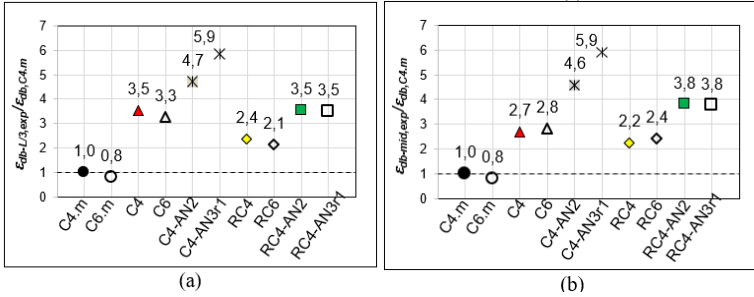 7
6
5
4
3
2
1
0
ε_db-L/3,exp/ε_db,C4.m
1,0
0,8
3,5
3,3
4,7
5,9
2,4
2,1
3,5
3,5
C4.m
C6.m
C4
C6
C4-AN2
C4-AN3r1
RC4
RC6
RC4-AN2
RC4-AN3r1
(a)
7
6
5
4
3
2
1
0
ε_db-mid,exp/ε_db,C4.m
1,0
0,8
2,7
2,8
4,6
5,9
2,2
2,4
3,8
3,8
C4.m
C6.m
C4
C6
C4-AN2
C4-AN3r1
RC4
RC6
RC4-AN2
RC4-AN3r1
(b)